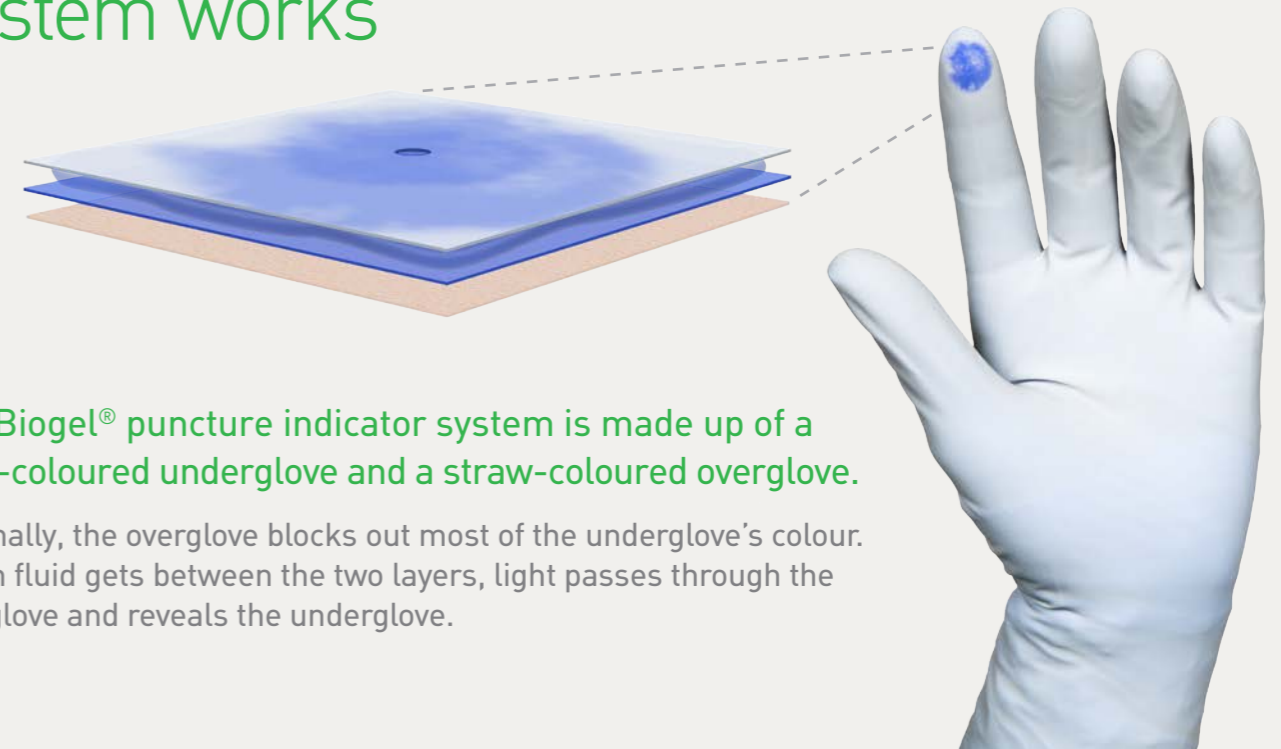 stem works
Biogel® puncture indicator system is made up of a
-coloured underglove and a straw-coloured overglove.
nally, the overglove blocks out most of the underglove’s colour.
n fluid gets between the two layers, light passes through the
glove and reveals the underglove.